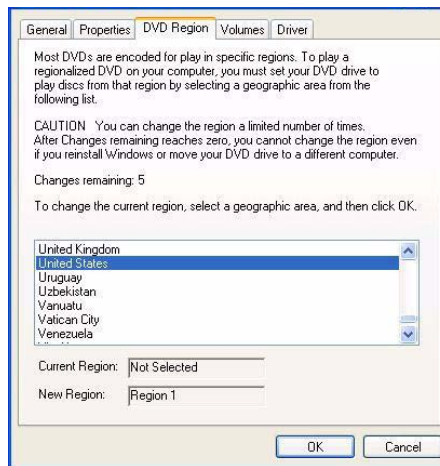 General Properties DVD Region Volumes Driver
Most DVDs are encoded for play in specific regions. To play a
regionalized DVD on your computer, you must set your DVD drive to
play discs from that region by selecting a geographic area from the
following list.
CAUTION You can change the region a limited number of times.
After Changes remaining reaches zero, you cannot change the region even
if you reinstall Windows or move your DVD drive to a different computer.
Changes remaining: 5
To change the current region, select a geographic area, and then click OK.
United Kingdom
United States
Uruguay
Uzbekistan
Vanuatu
Vatican City
Venezuela
Current Region: Not Selected
New Region: Region 1
OK Cancel